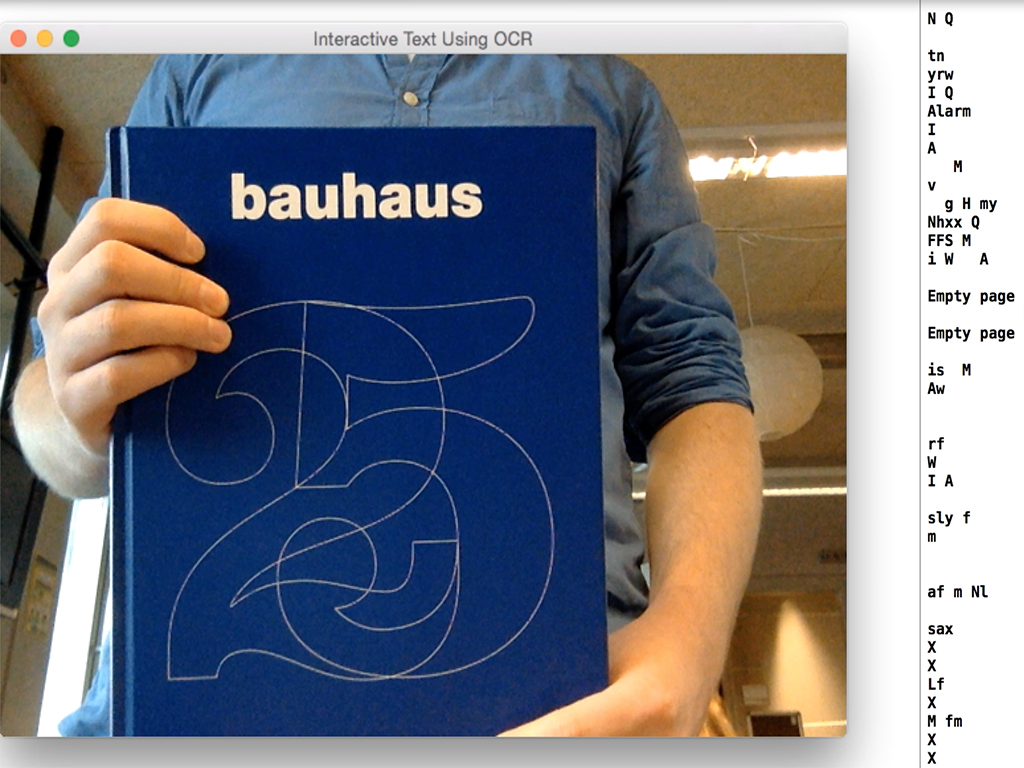 Interactive Text Using OCR
bauhaus
N Q
tn
yrw
I Q
Alarm
I
A
M
v
g H my
Nhxx Q
FFS M
i W A
Empty page
Empty page
is M
Aw
rf
W
I A
sly f
m
af m Nl
sax
X
X
Lf
X
M fm
X
X